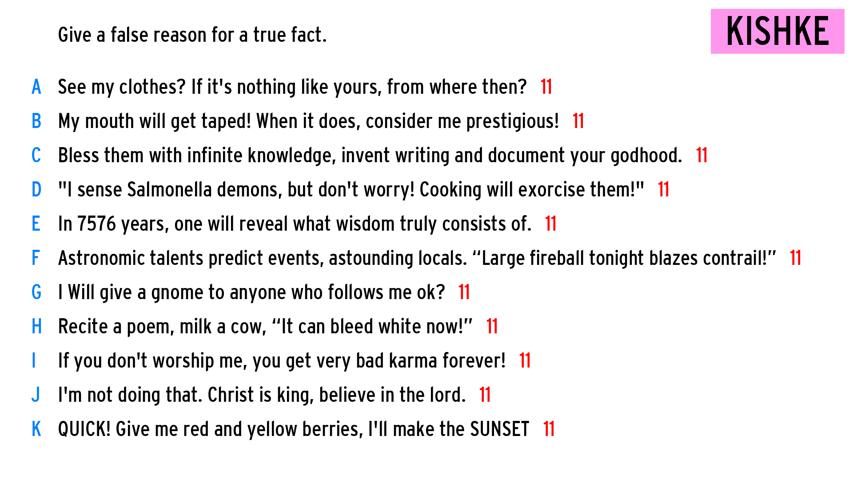 Give a false reason for a true fact.
KISHKE
A See my clothes? If it's nothing like yours, from where then? 11
B My mouth will get taped! When it does, consider me prestigious! 11
C Bless them with infinite knowledge, invent writing and document your godhood. 11
D "I sense Salmonella demons, but don't worry! Cooking will exorcise them!" 11
E In 7576 years, one will reveal what wisdom truly consists of. 11
F Astronomic talents predict events, astounding locals. “Large fireball tonight blazes contrail!” 11
G I Will give a gnome to anyone who follows me ok? 11
H Recite a poem, milk a cow, “It can bleed white now!” 11
I If you don't worship me, you get very bad karma forever! 11
J I'm not doing that. Christ is king, believe in the lord. 11
K QUICK! Give me red and yellow berries, I'll make the SUNSET 11